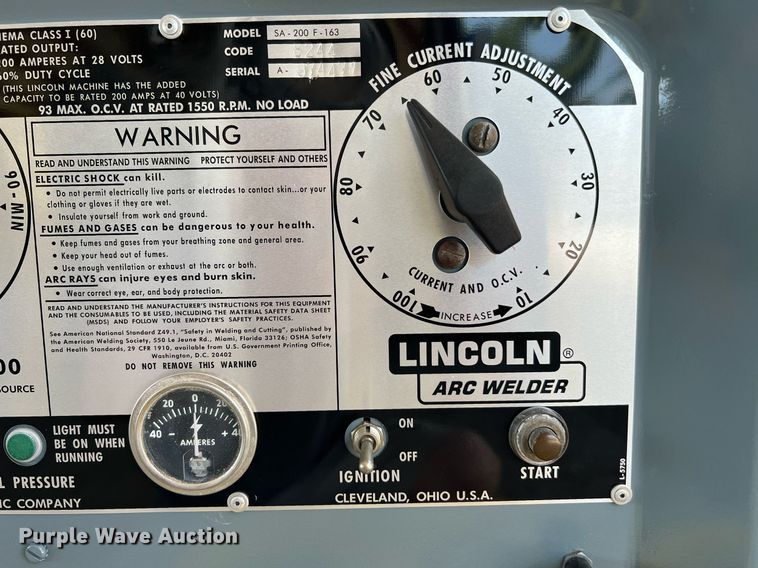 NEMA CLASS I (60)
RATED OUTPUT:
200 AMPERES AT 28 VOLTS
60% DUTY CYCLE
(THIS LINCOLN MACHINE HAS THE ADDED
CAPACITY TO BE RATED 200 AMPS AT 40 VOLTS)
93 MAX. O.C.V. AT RATED 1550 R.P.M. NO LOAD
MODEL SA-200 F-163
CODE
SERIAL A-
WARNING
READ AND UNDERSTAND THIS WARNING PROTECT YOURSELF AND OTHERS
ELECTRIC SHOCK can kill.
• Do not permit electrically live parts or electrodes to contact skin...or your
clothing or gloves if they are wet.
• Insulate yourself from work and ground.
FUMES AND GASES can be dangerous to your health.
• Keep fumes and gases from your breathing zone and general area.
• Keep your head out of fumes.
• Use enough ventilation or exhaust at the arc or both.
ARC RAYS can injure eyes and burn skin.
• Wear correct eye, ear, and body protection.
READ AND UNDERSTAND THE MANUFACTURER'S INSTRUCTIONS FOR THIS EQUIPMENT
AND THE CONSUMABLES TO BE USED, INCLUDING THE MATERIAL SAFETY DATA SHEET
(MSDS) AND FOLLOW YOUR EMPLOYER'S SAFETY PRACTICES.
See American National Standard Z49.1, "Safety in Welding and Cutting", published by
the American Welding Society, 550 Le Jeune Rd., Miami, Florida 33126; OSHA Safety
and Health Standards, 29 CFR 1910, available from U.S. Government Printing Office,
Washington, D.C. 20402
DO NOT REMOVE THIS WARNING
90-MIN
00
SOURCE
FINE CURRENT ADJUSTMENT
10 20 30 40 50 60 70 80 90 100
CURRENT AND O.C.V.
INCREASE
LINCOLN ®
ARC WELDER
LIGHT MUST
BE ON WHEN
RUNNING
40 20 0 20 40
- +
AMPERES
ON
OFF
IGNITION
START
L-5750
L PRESSURE
IC COMPANY
CLEVELAND, OHIO U.S.A.
Purple Wave Auction